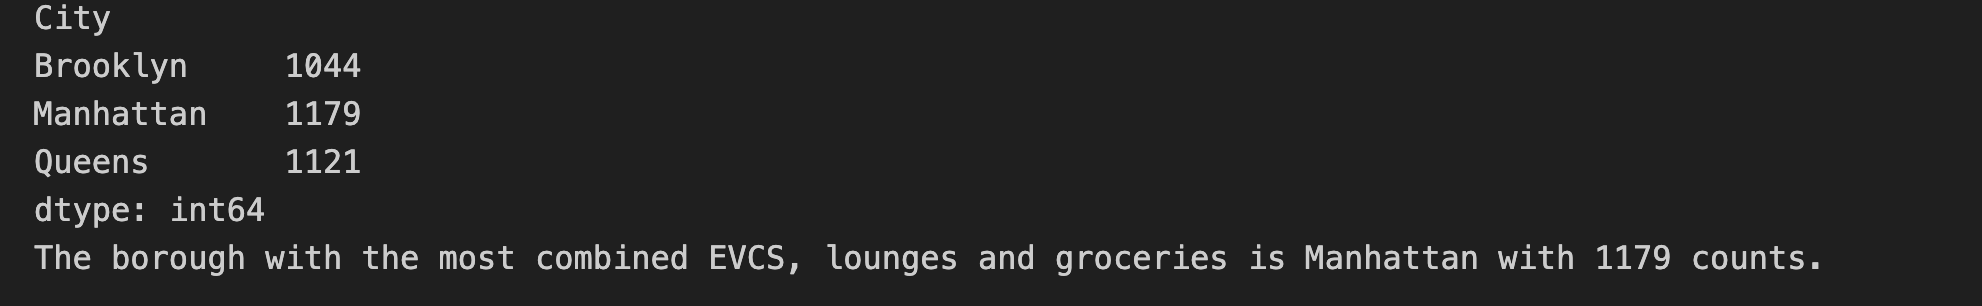 City
Brooklyn     1044
Manhattan    1179
Queens       1121
dtype: int64
The borough with the most combined EVCS, lounges and groceries is Manhattan with 1179 counts.